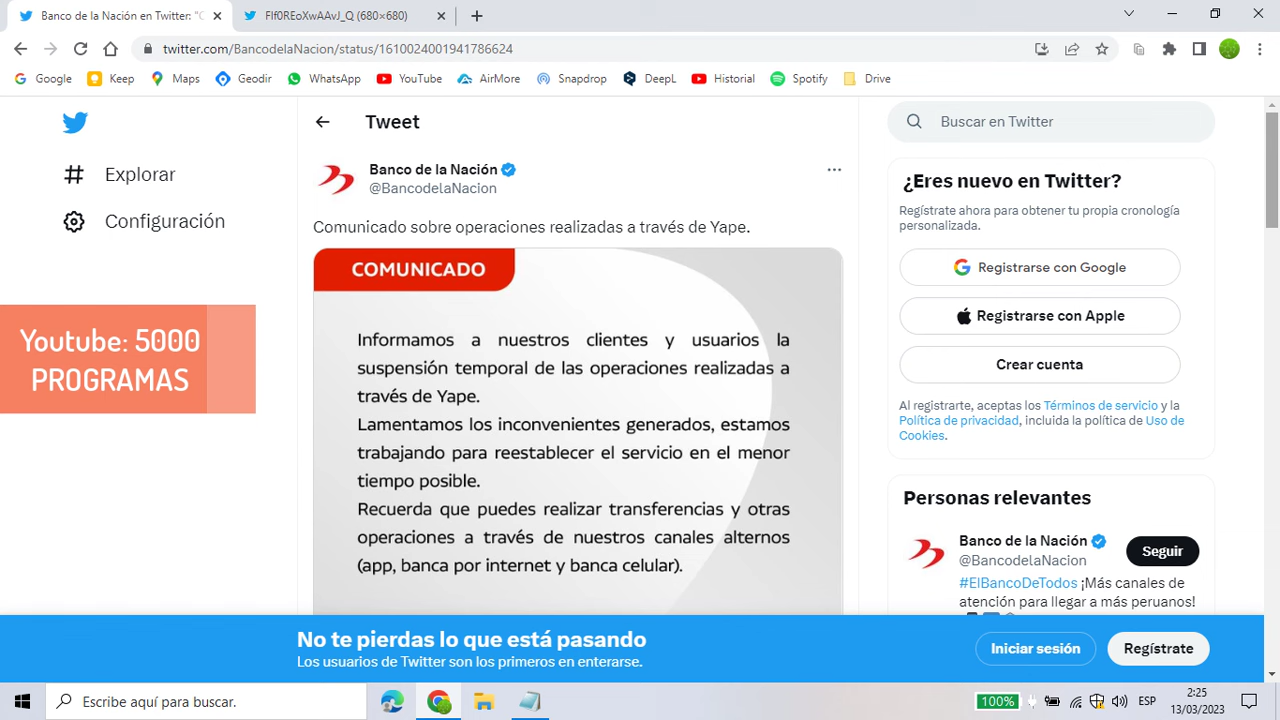 Banco de la Nación en Twitter: "C
FIf0REoXwAAvJ_Q (680×680)
twitter.com/BancodelaNacion/status/1610024001941786624
Google Keep Maps Geodir WhatsApp YouTube AirMore Snapdrop DeepL Historial Spotify Drive
Explorar
Configuración
Youtube: 5000
PROGRAMAS
Tweet
Banco de la Nación
@BancodelaNacion
Comunicado sobre operaciones realizadas a través de Yape.
COMUNICADO
Informamos a nuestros clientes y usuarios la
suspensión temporal de las operaciones realizadas a
través de Yape.
Lamentamos los inconvenientes generados, estamos
trabajando para reestablecer el servicio en el menor
tiempo posible.
Recuerda que puedes realizar transferencias y otras
operaciones a través de nuestros canales alternos
(app, banca por internet y banca celular).
Buscar en Twitter
¿Eres nuevo en Twitter?
Regístrate ahora para obtener tu propia cronología
personalizada.
Registrarse con Google
Registrarse con Apple
Crear cuenta
Al registrarte, aceptas los Términos de servicio y la
Política de privacidad, incluida la política de Uso de
Cookies.
Personas relevantes
Banco de la Nación
@BancodelaNacion
Seguir
#ElBancoDeTodos ¡Más canales de
atención para llegar a más peruanos!
No te pierdas lo que está pasando
Los usuarios de Twitter son los primeros en enterarse.
Iniciar sesión
Regístrate
Escribe aquí para buscar.
100%
ESP
2:25
13/03/2023